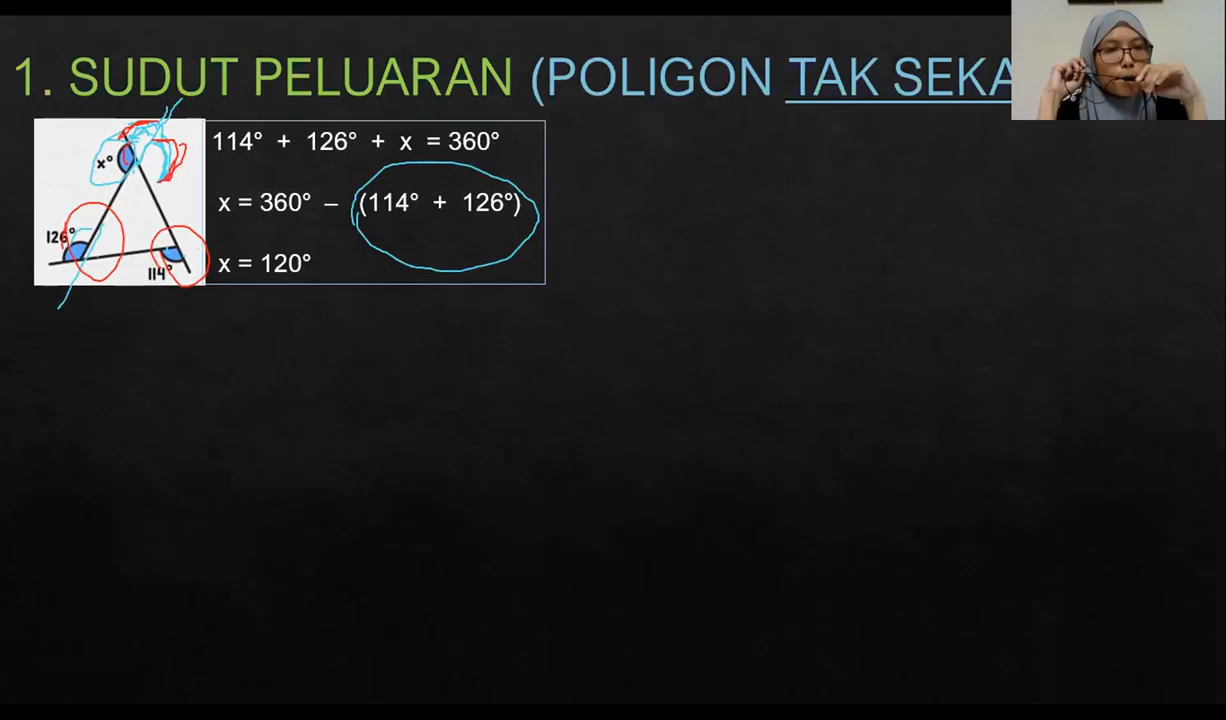 1. SUDUT PELUARAN (POLIGON TAK SEKA
114° + 126° + x = 360°
x = 360° – (114° + 126°)
x = 120°
x°
126°
114°